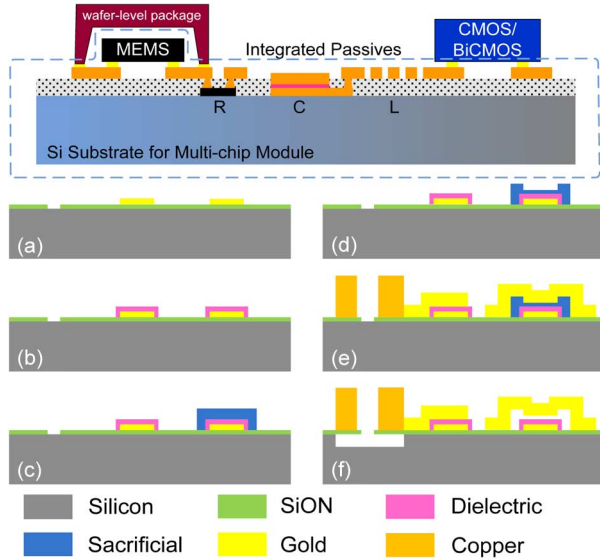 wafer-level package
MEMS
Integrated Passives
CMOS/
BiCMOS
R
C
L
Si Substrate for Multi-chip Module
(a)
(d)
(b)
(e)
(c)
(f)
Silicon
SiON
Dielectric
Sacrificial
Gold
Copper